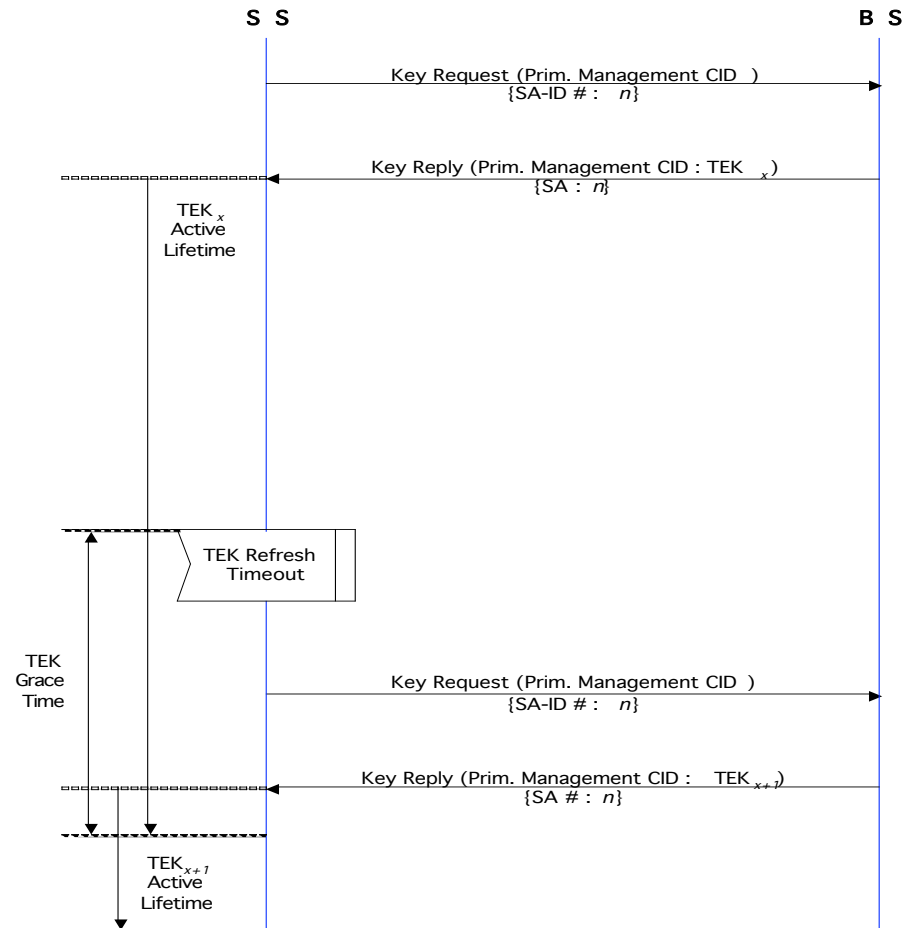 S S
B S
Key Request (Prim. Management CID )
{SA-ID # : n}
Key Reply (Prim. Management CID : TEK x)
{SA : n}
TEK x
Active
Lifetime
TEK Refresh
Timeout
TEK
Grace
Time
Key Request (Prim. Management CID )
{SA-ID # : n}
Key Reply (Prim. Management CID : TEK x+1)
{SA # : n}
TEK x+1
Active
Lifetime